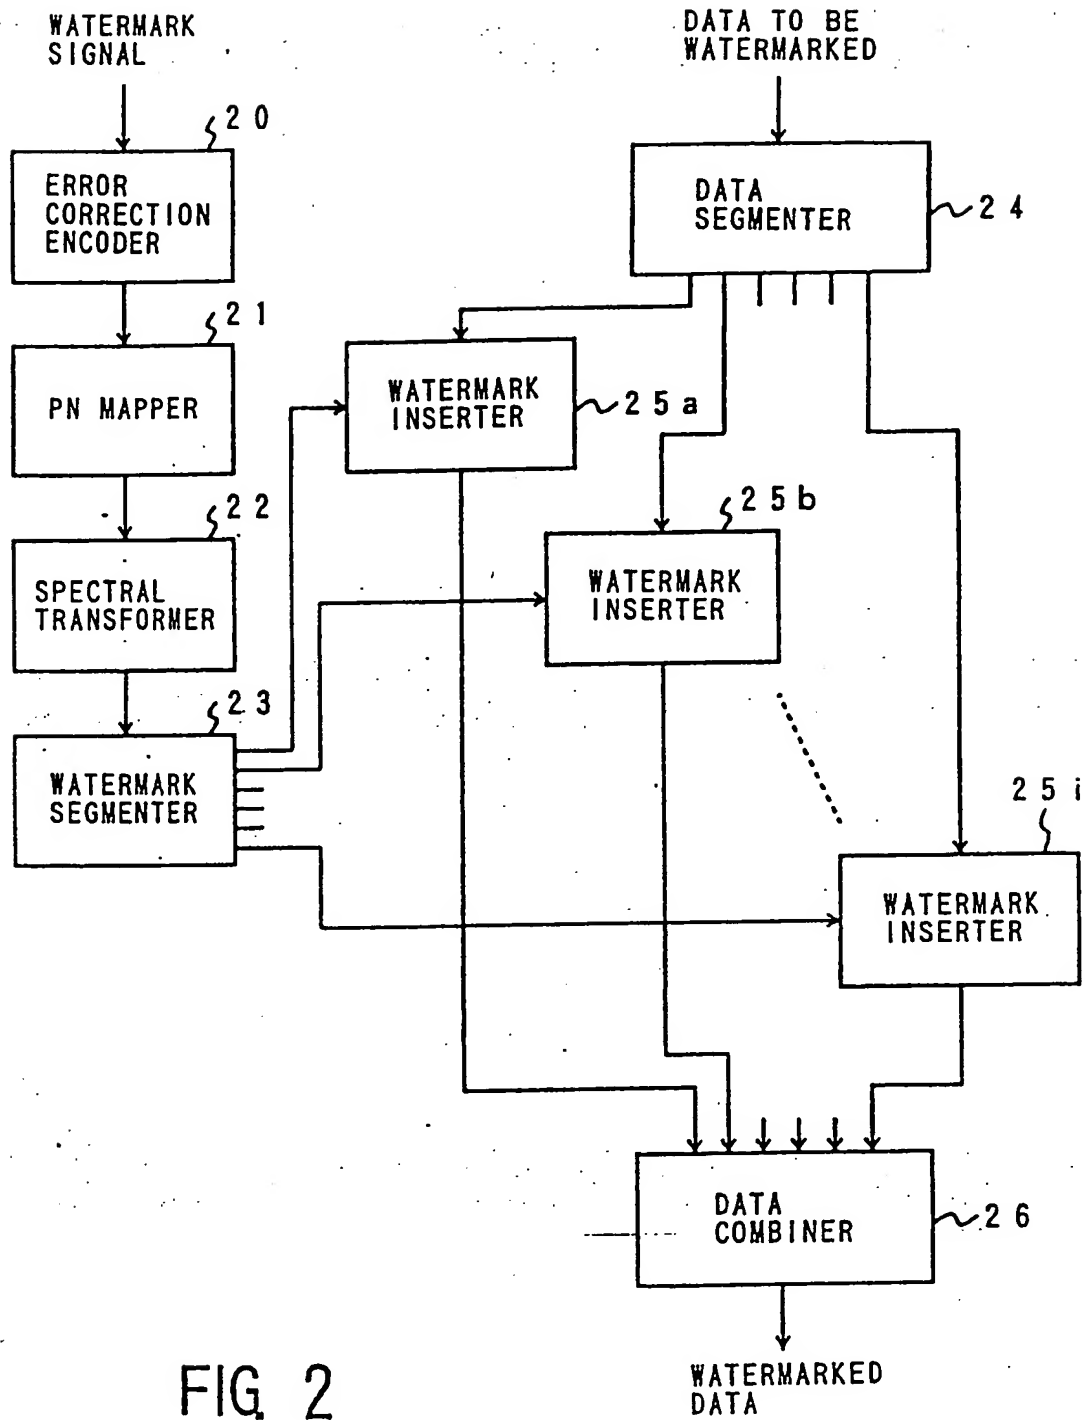 WATERMARK
SIGNAL
DATA TO BE
WATERMARKED
20
ERROR
CORRECTION
ENCODER
DATA
SEGMENTER
24
21
PN MAPPER
WATERMARK
INSERTER
25a
22
SPECTRAL
TRANSFORMER
25b
WATERMARK
INSERTER
23
WATERMARK
SEGMENTER
25i
WATERMARK
INSERTER
DATA
COMBINER
26
WATERMARKED
DATA
FIG. 2